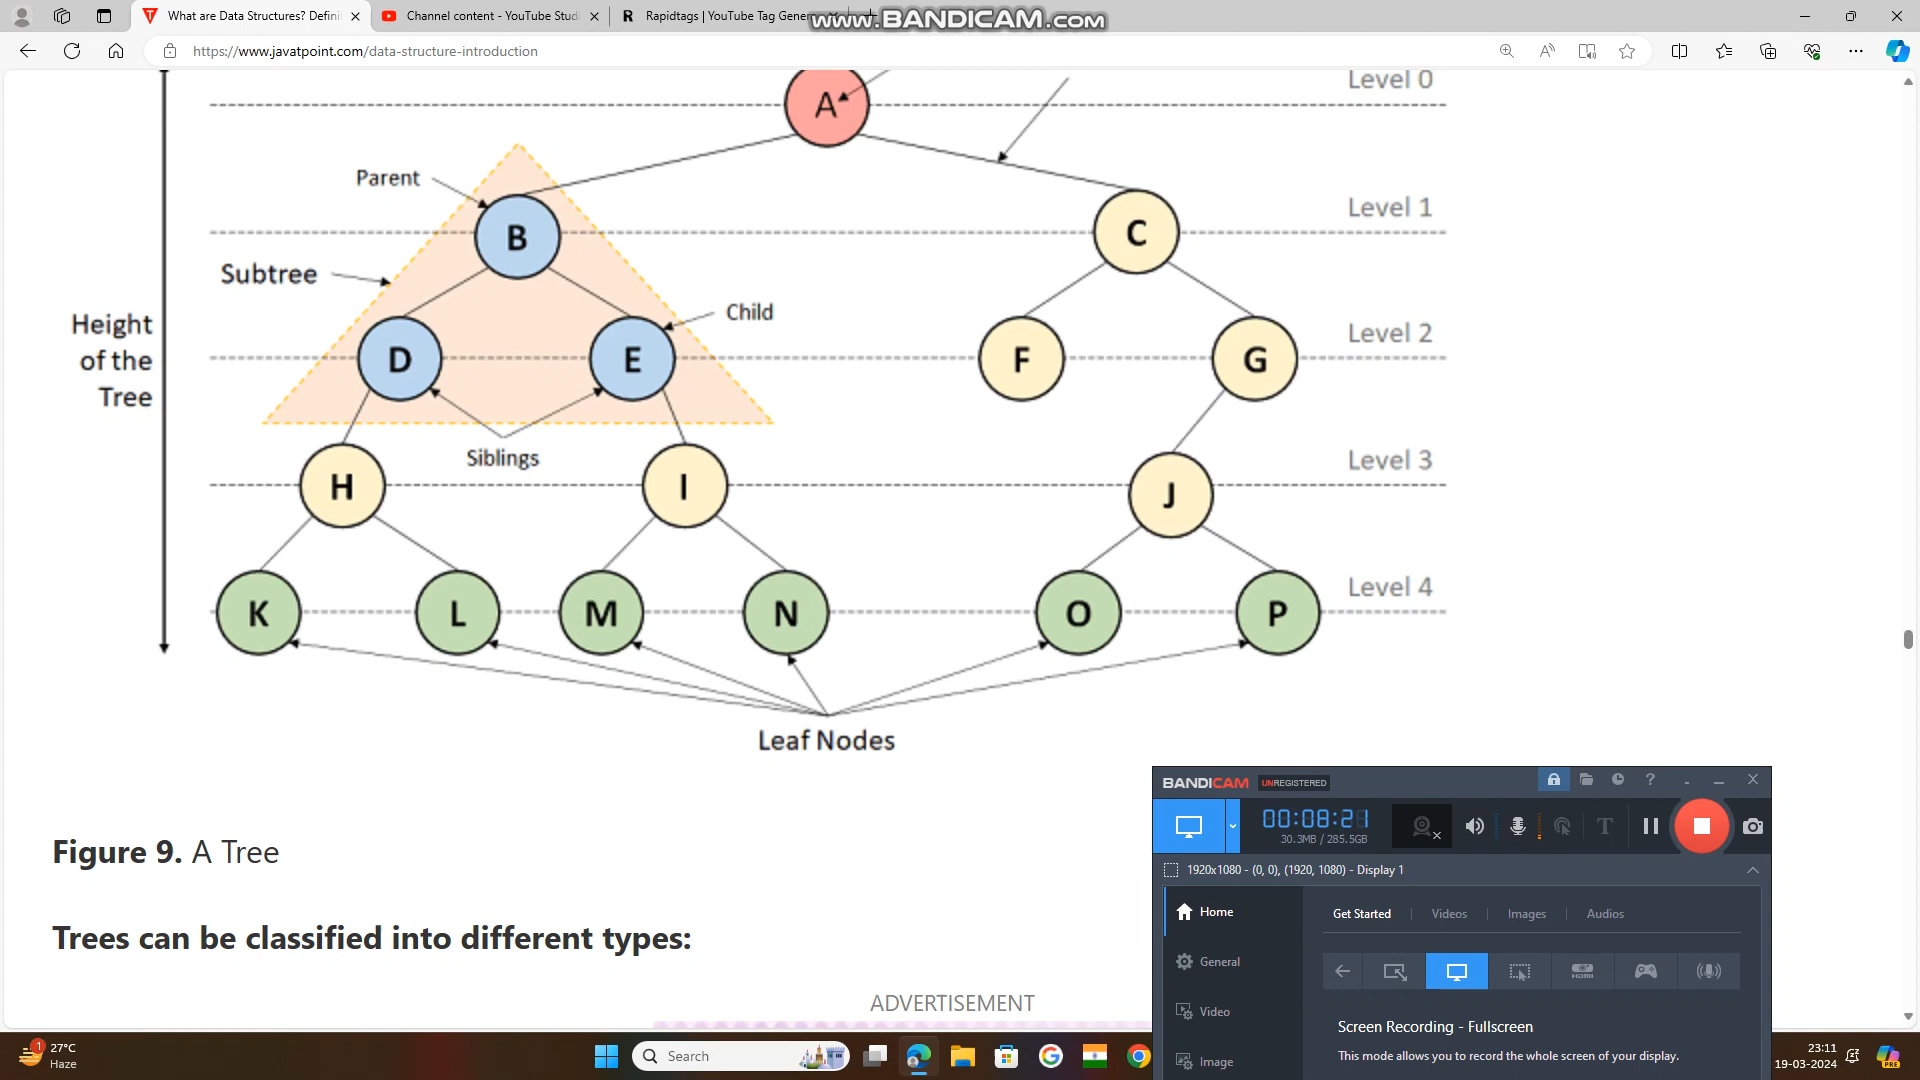 What are Data Structures? Defini
Channel content - YouTube Studi
Rapidtags | YouTube Tag Gener
www.BANDICAM.com
https://www.javatpoint.com/data-structure-introduction
Level 0
A
Parent
Level 1
B
C
Subtree
Child
Height
of the
Tree
Level 2
D
E
F
G
Siblings
Level 3
H
I
J
Level 4
K
L
M
N
O
P
Leaf Nodes
Figure 9. A Tree
Trees can be classified into different types:
ADVERTISEMENT
BANDICAM UNREGISTERED
00:08:21
30.3MB / 285.5GB
1920x1080 - (0, 0), (1920, 1080) - Display 1
Home
General
Video
Image
Get Started
Videos
Images
Audios
HDMI
Screen Recording - Fullscreen
This mode allows you to record the whole screen of your display.
1
27°C
Haze
Search
PRE
23:11
19-03-2024